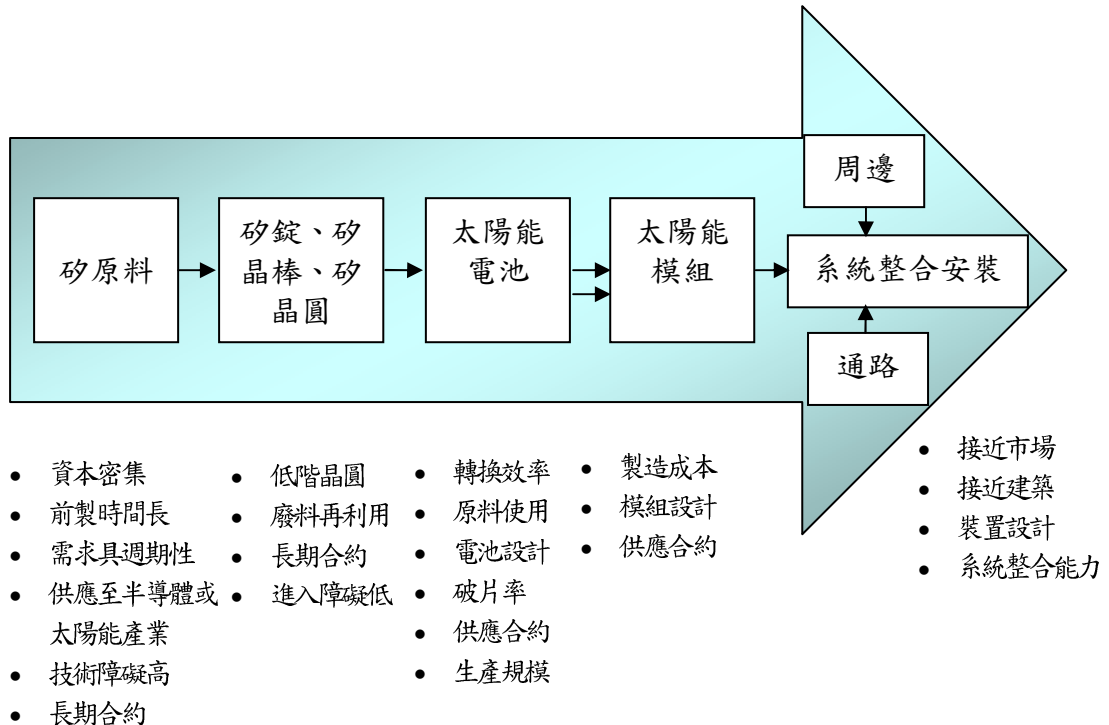 周邊
矽原料
矽錠、矽
晶棒、矽
晶圓
太陽能
電池
太陽能
模組
系統整合安裝
通路
• 資本密集
• 前製時間長
• 需求具週期性
• 供應至半導體或
太陽能產業
• 技術障礙高
• 長期合約
• 低階晶圓
• 廢料再利用
• 長期合約
• 進入障礙低
• 轉換效率
• 原料使用
• 電池設計
• 破片率
• 供應合約
• 生產規模
• 製造成本
• 模組設計
• 供應合約
• 接近市場
• 接近建築
• 裝置設計
• 系統整合能力